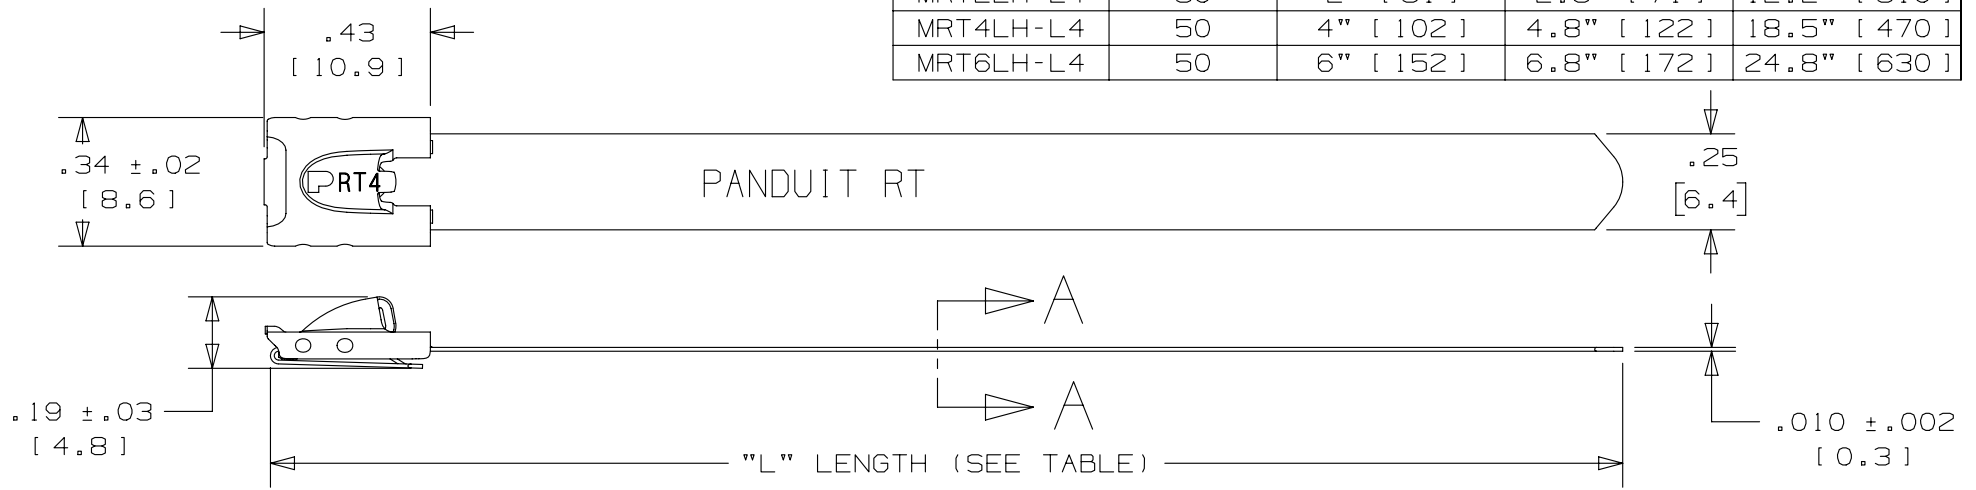 MRT4LH-L4 50 4" [ 102 ] 4.8" [ 122 ] 18.5" [ 470 ]
MRT6LH-L4 50 6" [ 152 ] 6.8" [ 172 ] 24.8" [ 630 ]
.43
[ 10.9 ]
.34 ±.02
[ 8.6 ]
PRT4
PANDUIT RT
.25
[6.4]
A
A
.19 ±.03
[ 4.8 ]
"L" LENGTH (SEE TABLE)
.010 ±.002
[ 0.3 ]